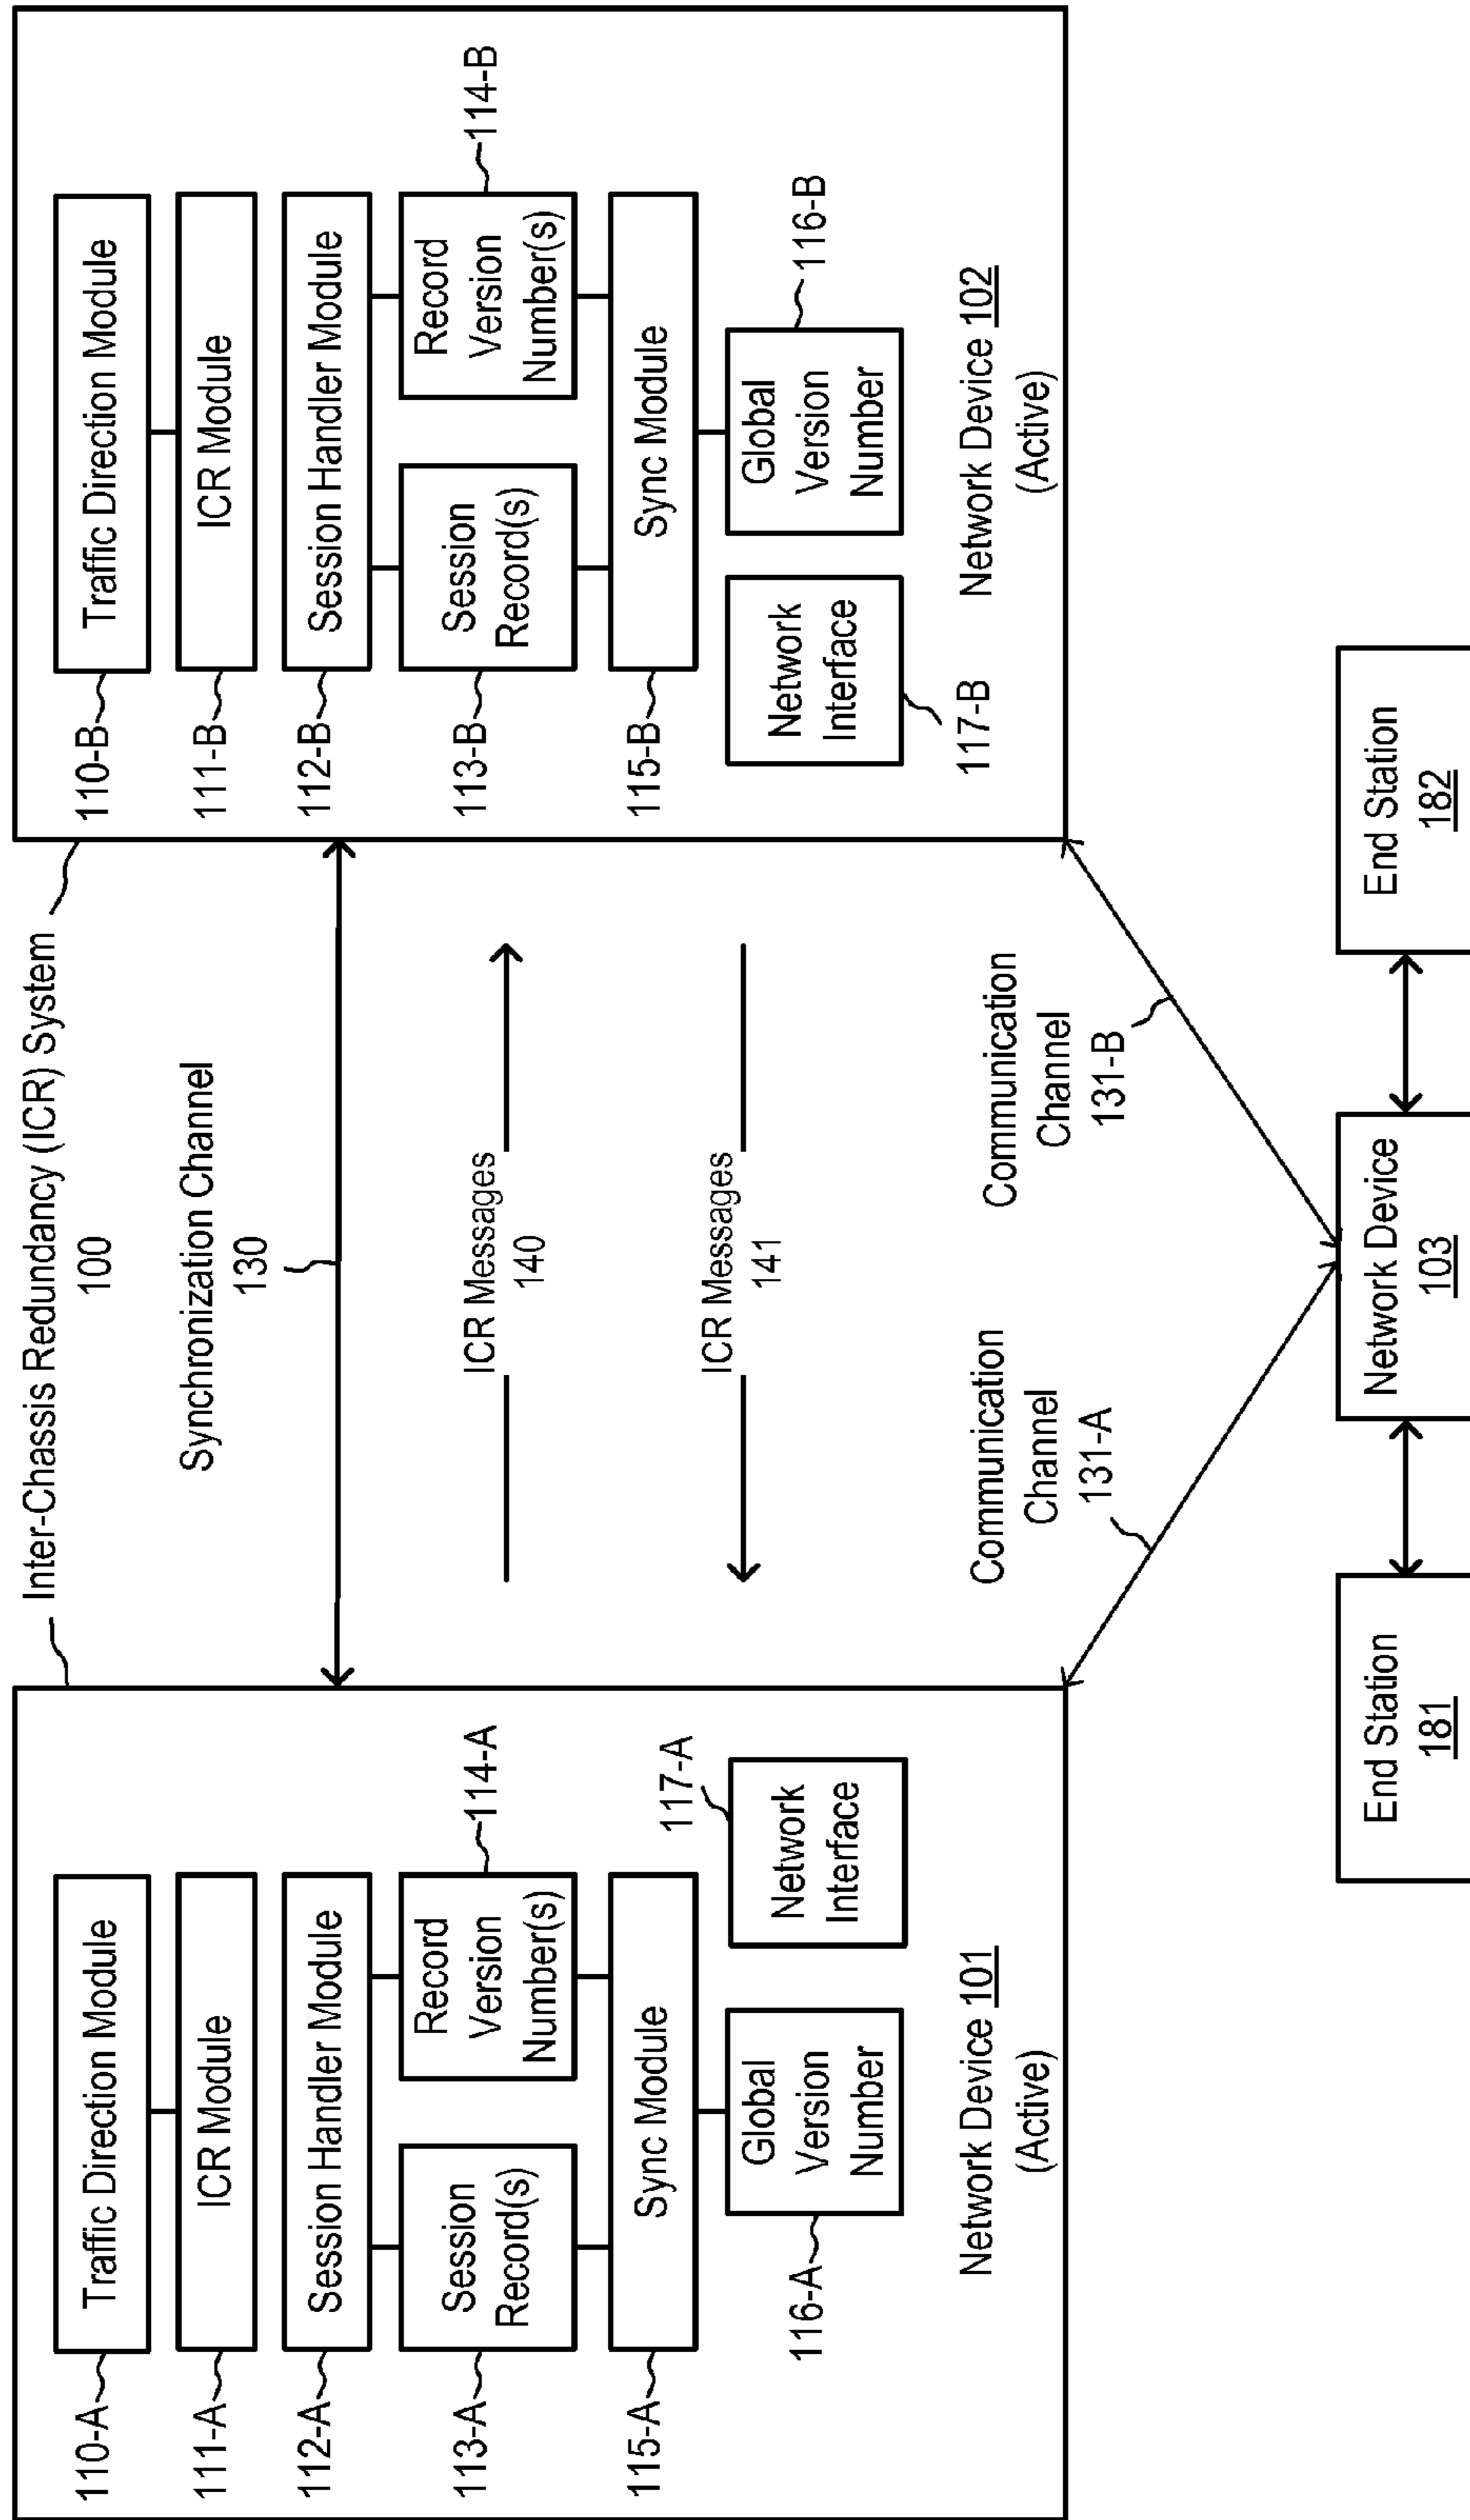 Inter-Chassis Redundancy (ICR) System
100
110-A
Traffic Direction Module
111-A
ICR Module
112-A
Session Handler Module
113-A
Session
Record(s)
Record
Version
Number(s)
114-A
115-A
Sync Module
116-A
Global
Version
Number
117-A
Network
Interface
Network Device 101
(Active)
Synchronization Channel
130
ICR Messages
140
ICR Messages
141
Communication
Channel
131-A
Communication
Channel
131-B
110-B
Traffic Direction Module
111-B
ICR Module
112-B
Session Handler Module
113-B
Session
Record(s)
Record
Version
Number(s)
114-B
115-B
Sync Module
Network
Interface
117-B
Global
Version
Number
116-B
Network Device 102
(Active)
End Station
181
Network Device
103
End Station
182